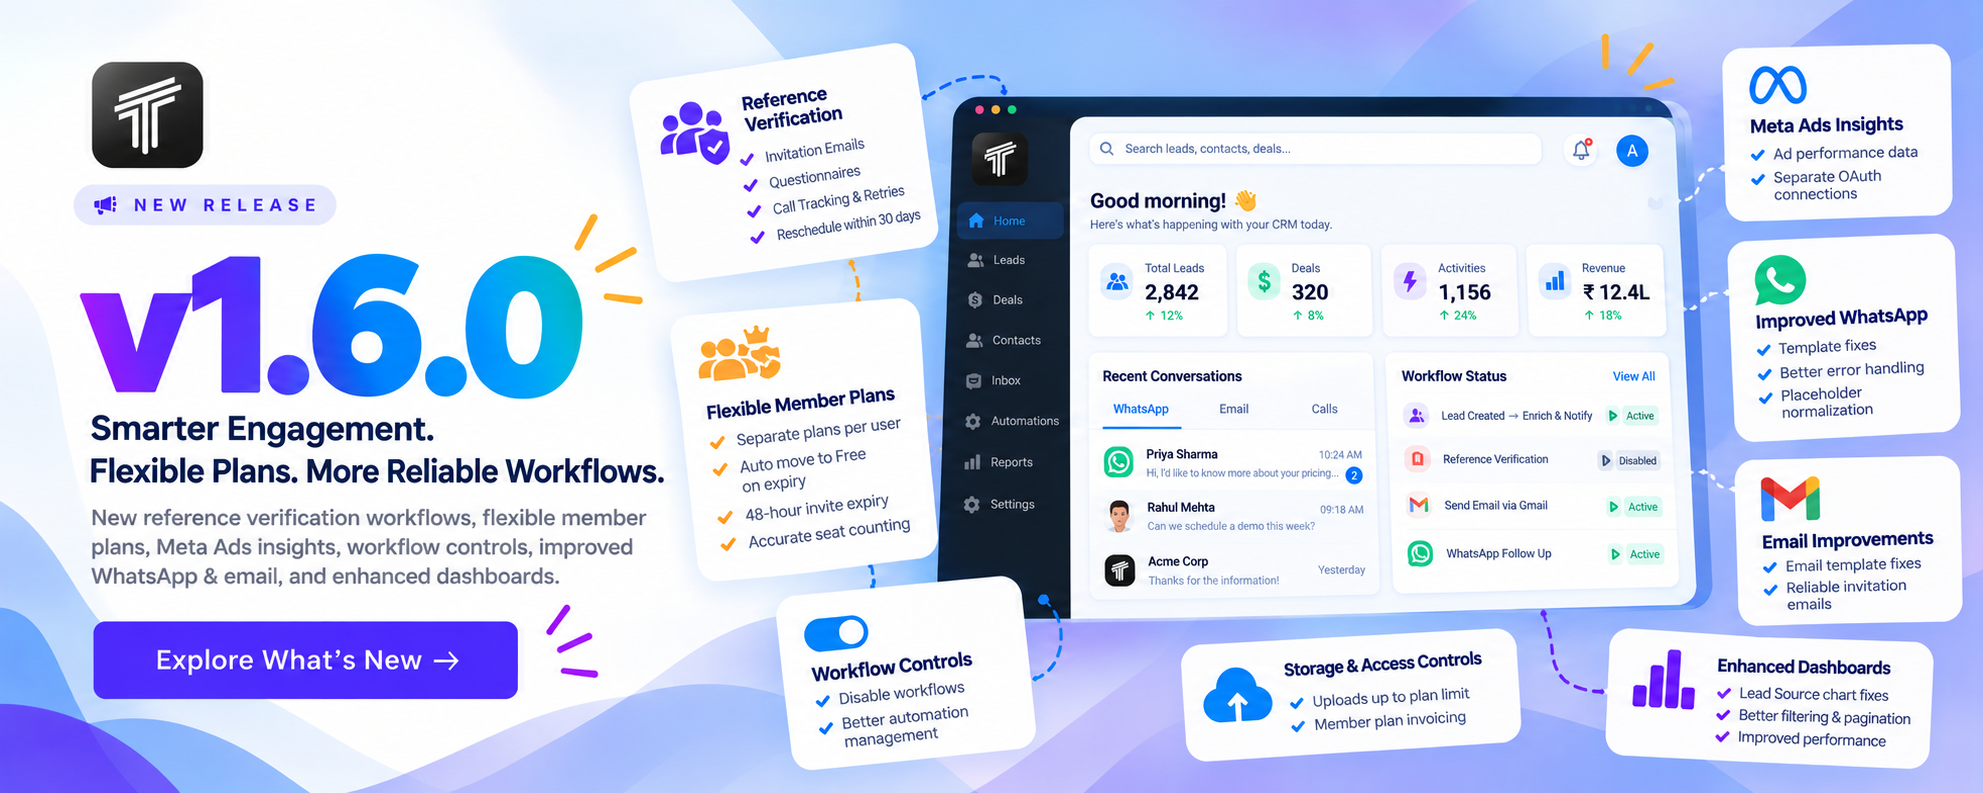 NEW RELEASE
v1.6.0
Smarter Engagement.
Flexible Plans. More Reliable Workflows.
New reference verification workflows, flexible member
plans, Meta Ads insights, workflow controls, improved
WhatsApp & email, and enhanced dashboards.
Explore What's New →
Reference
Verification
Invitation Emails
Questionnaires
Call Tracking & Retries
Reschedule within 30 days
Flexible Member Plans
Separate plans per user
Auto move to Free
on expiry
48-hour invite expiry
Accurate seat counting
Workflow Controls
Disable workflows
Better automation
management
Home
Leads
Deals
Contacts
Inbox
Automations
Reports
Settings
Search leads, contacts, deals...
A
Good morning! 👋
Here's what's happening with your CRM today.
Total Leads
2,842
↑ 12%
Deals
320
↑ 8%
Activities
1,156
↑ 24%
Revenue
₹ 12.4L
↑ 18%
Recent Conversations
WhatsApp Email Calls
Priya Sharma 10:24 AM
Hi, I'd like to know more about your pricing... 2
Rahul Mehta 09:18 AM
Can we schedule a demo this week?
Acme Corp Yesterday
Thanks for the information!
Workflow Status View All
Lead Created → Enrich & Notify Active
Reference Verification Disabled
Send Email via Gmail Active
WhatsApp Follow Up Active
Storage & Access Controls
Uploads up to plan limit
Member plan invoicing
Meta Ads Insights
Ad performance data
Separate OAuth
connections
Improved WhatsApp
Template fixes
Better error handling
Placeholder
normalization
Email Improvements
Email template fixes
Reliable invitation
emails
Enhanced Dashboards
Lead Source chart fixes
Better filtering & pagination
Improved performance